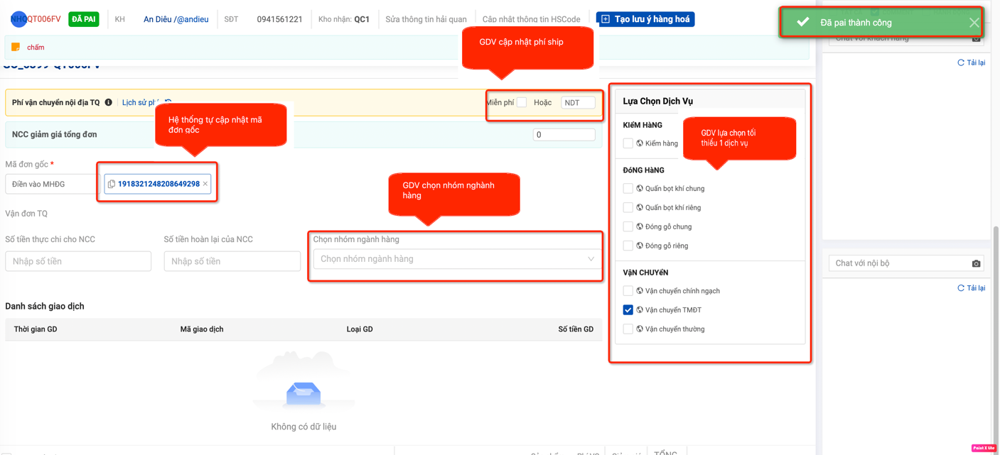 NHQQT006FV ĐÃ PAI KH An Diêu /@andieu SĐT 0941561221 Kho nhận: QC1 Sửa thông tin hải quan Cập nhật thông tin HSCode Tạo lưu ý hàng hoá
Đã pai thành công
GDV cập nhật phí ship
chấm
Chat với khách hàng
Tải lại
Phí vận chuyển nội địa TQ Lịch sử phí
Miễn phí Hoặc NDT
Hệ thống tự cập nhật mã
đơn gốc
NCC giảm giá tổng đơn 0
Mã đơn gốc *
Điền vào MHĐG 1918321248208649298
GDV chọn nhóm nghành
hàng
Vận đơn TQ
Số tiền thực chi cho NCC Số tiền hoàn lại của NCC Chọn nhóm ngành hàng
Nhập số tiền Nhập số tiền Chọn nhóm ngành hàng
Lựa Chọn Dịch Vụ
KIểM HàNG
Kiểm hàng
GDV lựa chọn tối
thiểu 1 dịch vụ
ĐóNG HàNG
Quấn bọt khí chung
Quấn bọt khí riêng
Đóng gỗ chung
Đóng gỗ riêng
VậN CHUYểN
Vận chuyển chính ngạch
Vận chuyển TMĐT
Vận chuyển thường
Chat với nội bộ
Tải lại
Danh sách giao dịch
Thời gian GD Mã giao dịch Loại GD Số tiền GD
Không có dữ liệu
TỔNG
Paint X lite